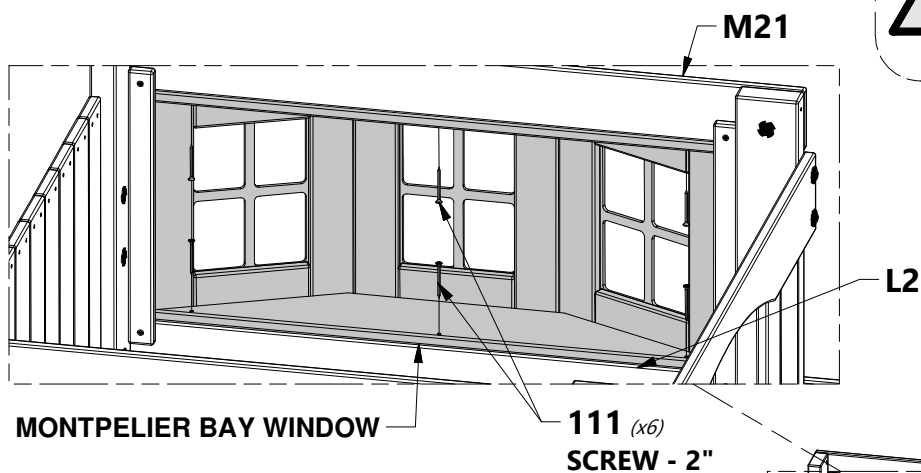 M21
L2
MONTPELIER BAY WINDOW
111 (x6)
SCREW - 2"